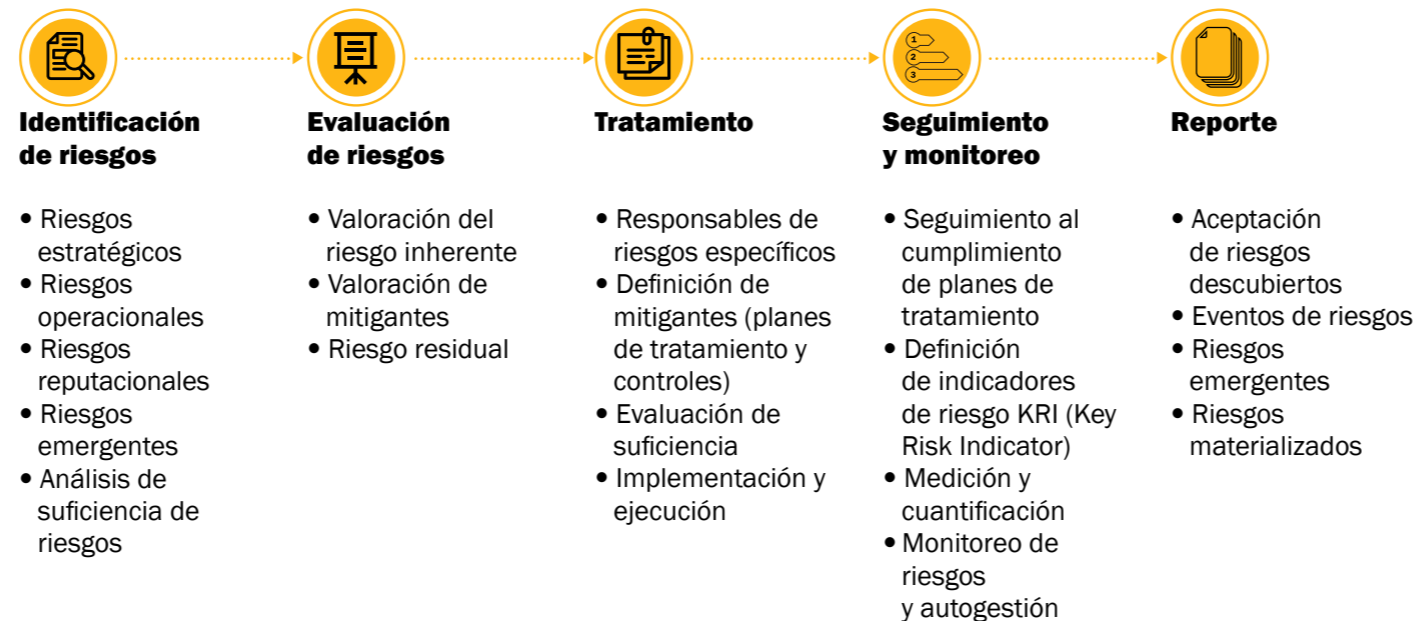 Identificación
de riesgos
• Riesgos
estratégicos
• Riesgos
operacionales
• Riesgos
reputacionales
• Riesgos
emergentes
• Análisis de
suficiencia de
riesgos
Evaluación
de riesgos
• Valoración del
riesgo inherente
• Valoración de
mitigantes
• Riesgo residual
Tratamiento
• Responsables de
riesgos específicos
• Definición de
mitigantes (planes
de tratamiento y
controles)
• Evaluación de
suficiencia
• Implementación y
ejecución
1
2
3
Seguimiento
y monitoreo
• Seguimiento al
cumplimiento
de planes de
tratamiento
• Definición
de indicadores
de riesgo KRI (Key
Risk Indicator)
• Medición y
cuantificación
• Monitoreo de
riesgos
y autogestión
Reporte
• Aceptación
de riesgos
descubiertos
• Eventos de riesgos
• Riesgos
emergentes
• Riesgos
materializados